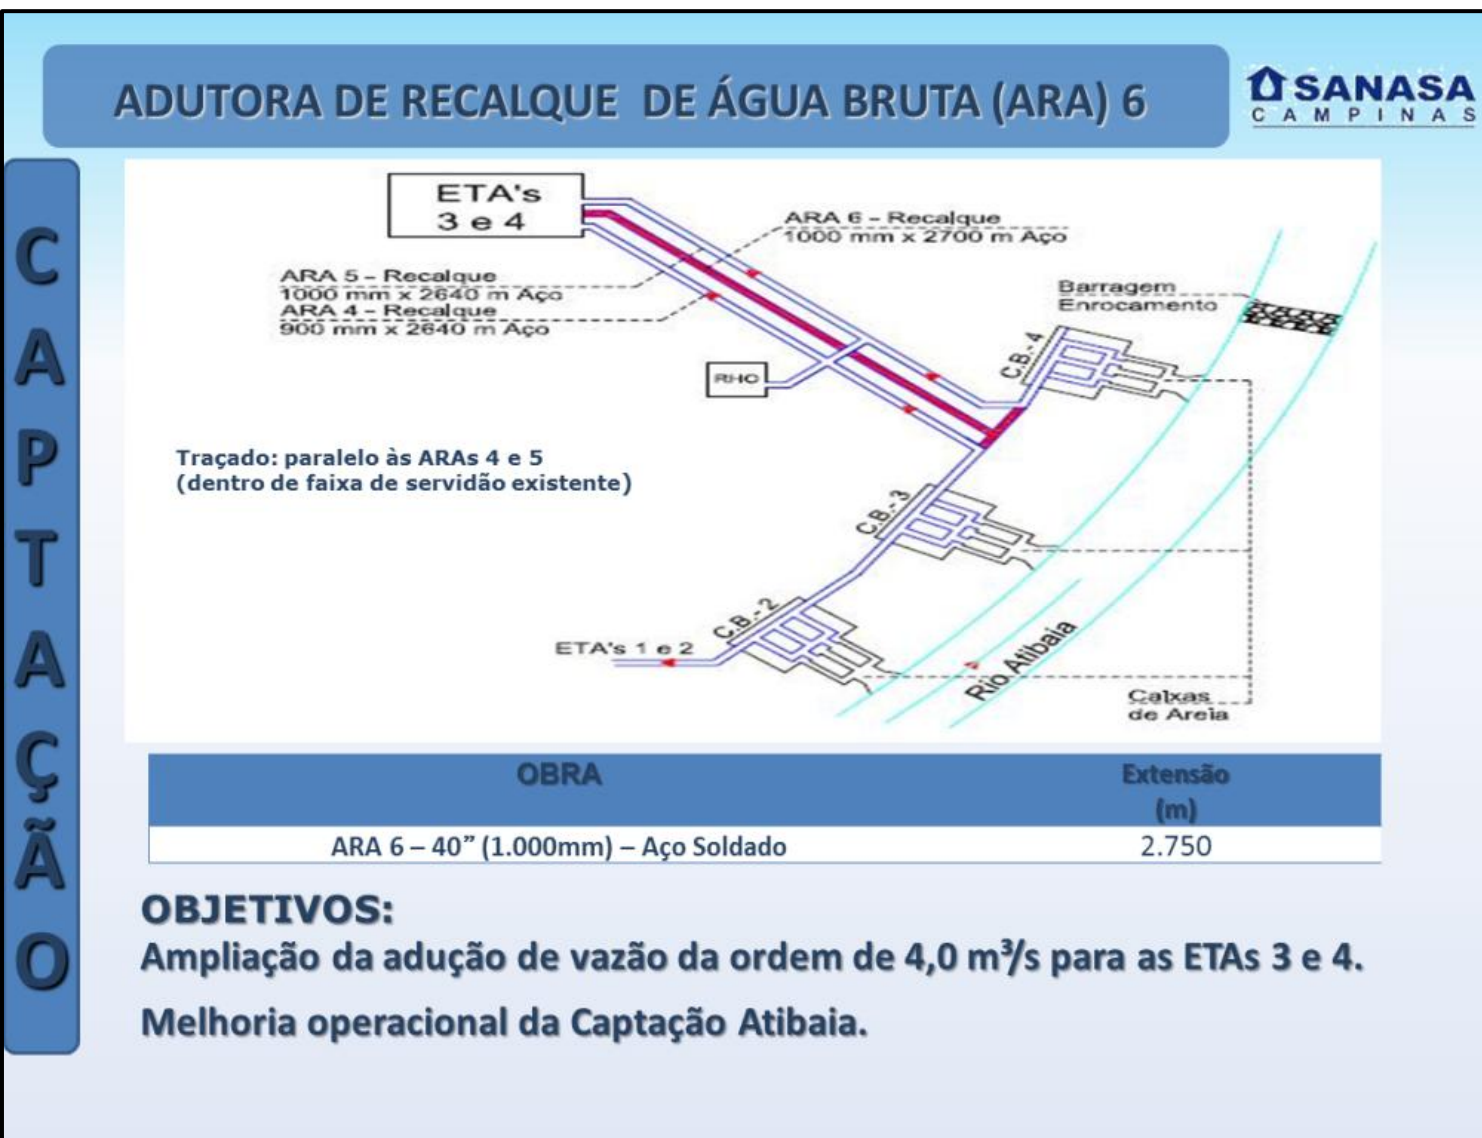 ADUTORA DE RECALQUE DE ÁGUA BRUTA (ARA) 6
SANASA
CAMPINAS
CAPTAÇÃO
ETA's
3 e 4
ARA 6 - Recalque
1000 mm x 2700 m Aço
ARA 5 - Recalque
1000 mm x 2640 m Aço
ARA 4 - Recalque
900 mm x 2640 m Aço
Barragem
Enrocamento
C.B.-4
RHO
Traçado: paralelo às ARAs 4 e 5
(dentro de faixa de servidão existente)
C.B.-3
C.B.-2
ETA's 1 e 2
Rio Atibaia
Caixas
de Areia
OBRA
Extensão
(m)
ARA 6 – 40” (1.000mm) – Aço Soldado
2.750
OBJETIVOS:
Ampliação da adução de vazão da ordem de 4,0 m³/s para as ETAs 3 e 4.
Melhoria operacional da Captação Atibaia.